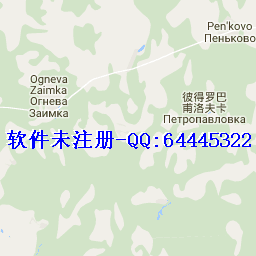 Pen'kovo
Пеньково
Ogneva
Zaimka
Огнева
Заимка
彼得罗巴
甫洛夫卡
Петропавловка
软件未注册-QQ:64445322